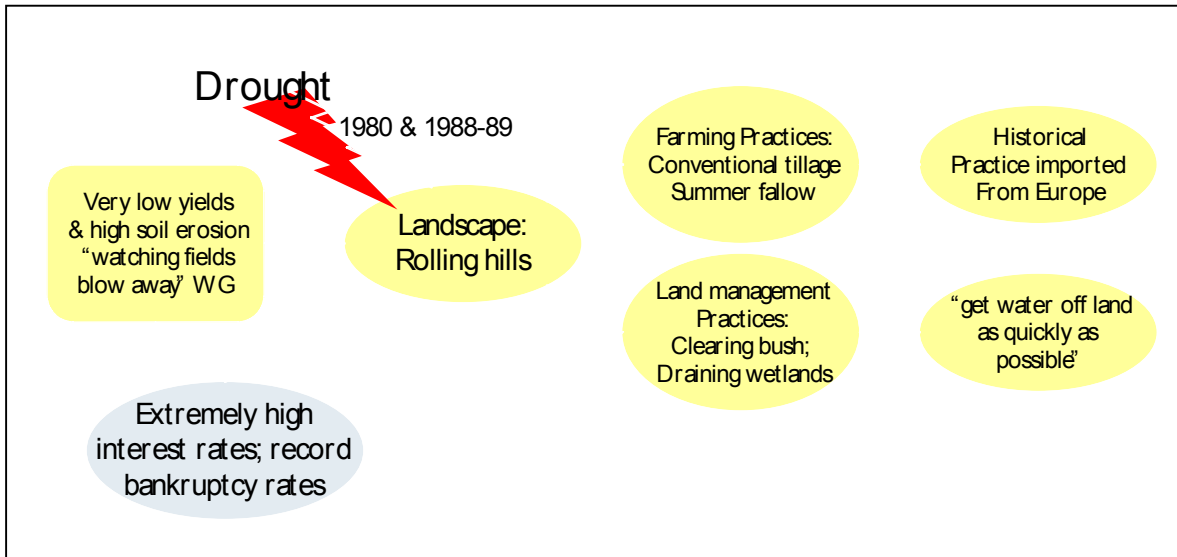 Drought
1980 & 1988-89
Very low yields
& high soil erosion
“watching fields
blow away” WG
Landscape:
Rolling hills
Farming Practices:
Conventional tillage
Summer fallow
Historical
Practice imported
From Europe
Land management
Practices:
Clearing bush;
Draining wetlands
“get water off land
as quickly as
possible”
Extremely high
interest rates; record
bankruptcy rates